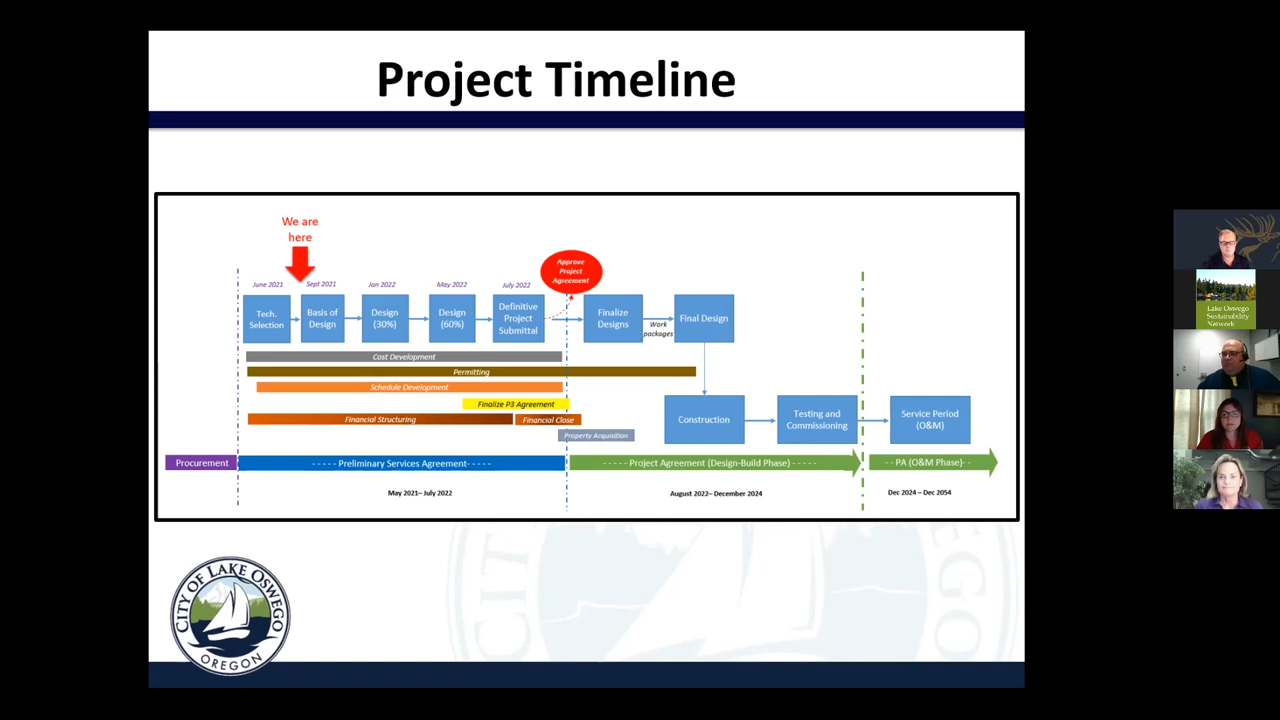 Project Timeline
We are
here
June 2021
Sept 2021
Jan 2022
May 2022
July 2022
Approve
Project
Agreement
Tech.
Selection
Basis of
Design
Design
(30%)
Design
(60%)
Definitive
Project
Submittal
Finalize
Designs
Work
packages
Final Design
Cost Development
Permitting
Schedule Development
Finalize P3 Agreement
Financial Structuring
Financial Close
Property Acquisition
Construction
Testing and
Commissioning
Service Period
(O&M)
Procurement
- - - - - Preliminary Services Agreement- - - - -
- - - - - Project Agreement (Design-Build Phase) - - - - -
- - PA (O&M Phase)- -
May 2021– July 2022
August 2022– December 2024
Dec 2024 – Dec 2054
CITY OF LAKE OSWEGO
OREGON
Lake Oswego
Sustainability
Network